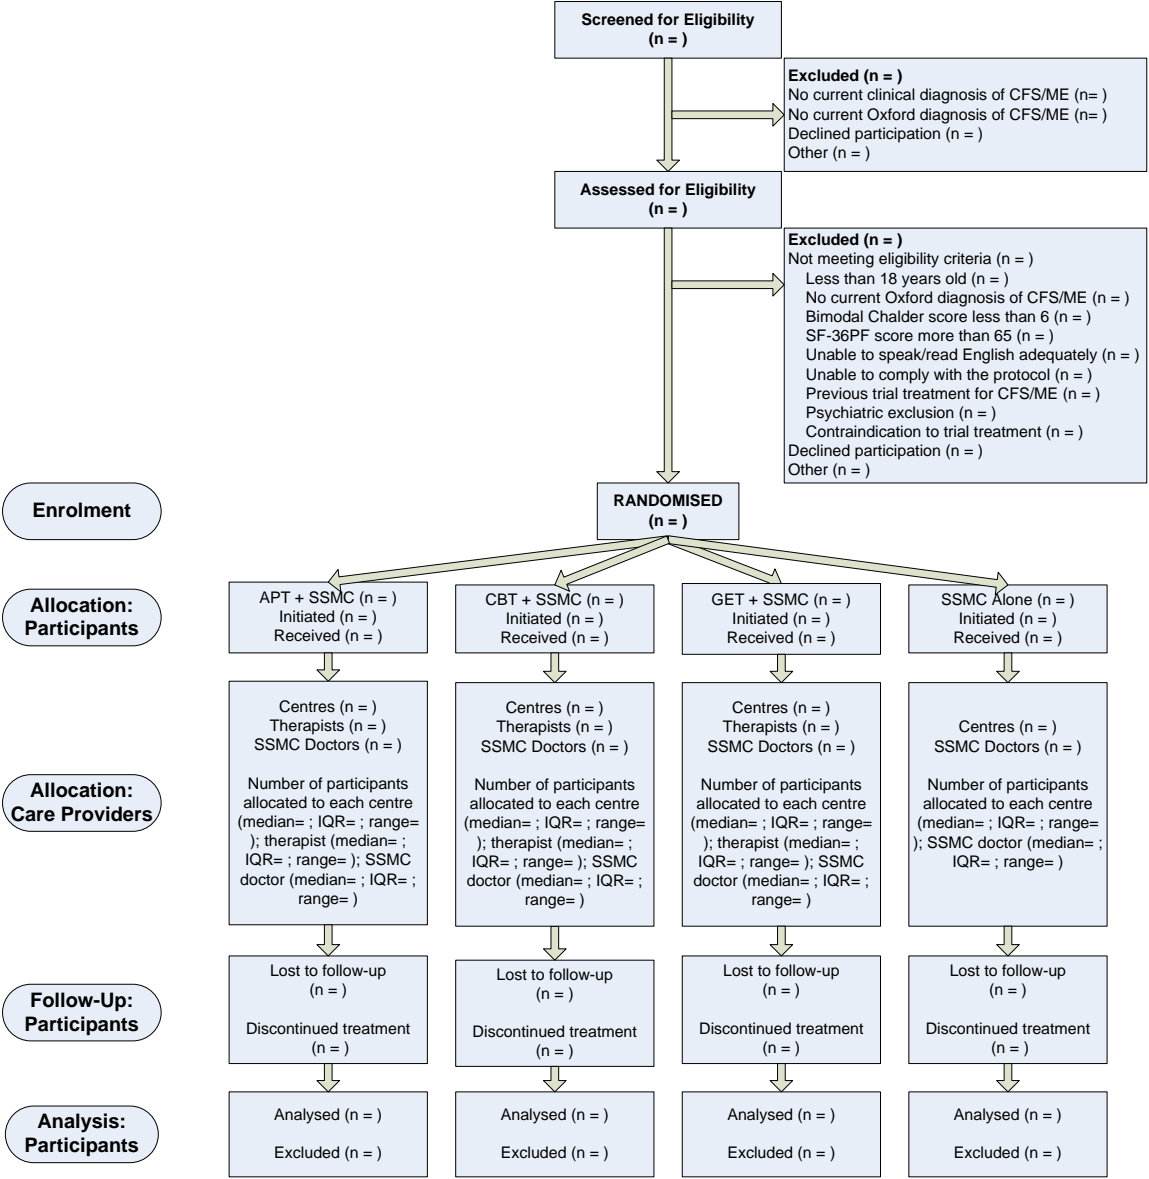 Screened for Eligibility
(n = )
Excluded (n = )
No current clinical diagnosis of CFS/ME (n= )
No current Oxford diagnosis of CFS/ME (n= )
Declined participation (n = )
Other (n = )
Assessed for Eligibility
(n = )
Excluded (n = )
Not meeting eligibility criteria (n = )
Less than 18 years old (n = )
No current Oxford diagnosis of CFS/ME (n = )
Bimodal Chalder score less than 6 (n = )
SF-36PF score more than 65 (n = )
Unable to speak/read English adequately (n = )
Unable to comply with the protocol (n = )
Previous trial treatment for CFS/ME (n = )
Psychiatric exclusion (n = )
Contraindication to trial treatment (n = )
Declined participation (n = )
Other (n = )
Enrolment
RANDOMISED
(n = )
Allocation:
Participants
APT + SSMC (n = )
Initiated (n = )
Received (n = )
CBT + SSMC (n = )
Initiated (n = )
Received (n = )
GET + SSMC (n = )
Initiated (n = )
Received (n = )
SSMC Alone (n = )
Initiated (n = )
Received (n = )
Allocation:
Care Providers
Centres (n = )
Therapists (n = )
SSMC Doctors (n = )
Number of participants
allocated to each centre
(median= ; IQR= ; range=
); therapist (median= ;
IQR= ; range= ); SSMC
doctor (median= ; IQR= ;
range= )
Centres (n = )
Therapists (n = )
SSMC Doctors (n = )
Number of participants
allocated to each centre
(median= ; IQR= ; range=
); therapist (median= ;
IQR= ; range= ); SSMC
doctor (median= ; IQR= ;
range= )
Centres (n = )
Therapists (n = )
SSMC Doctors (n = )
Number of participants
allocated to each centre
(median= ; IQR= ; range=
); therapist (median= ;
IQR= ; range= ); SSMC
doctor (median= ; IQR= ;
range= )
Centres (n = )
SSMC Doctors (n = )
Number of participants
allocated to each centre
(median= ; IQR= ; range=
); SSMC doctor (median= ;
IQR= ; range= )
Follow-Up:
Participants
Lost to follow-up
(n = )
Discontinued treatment
(n = )
Lost to follow-up
(n = )
Discontinued treatment
(n = )
Lost to follow-up
(n = )
Discontinued treatment
(n = )
Lost to follow-up
(n = )
Discontinued treatment
(n = )
Analysis:
Participants
Analysed (n = )
Excluded (n = )
Analysed (n = )
Excluded (n = )
Analysed (n = )
Excluded (n = )
Analysed (n = )
Excluded (n = )